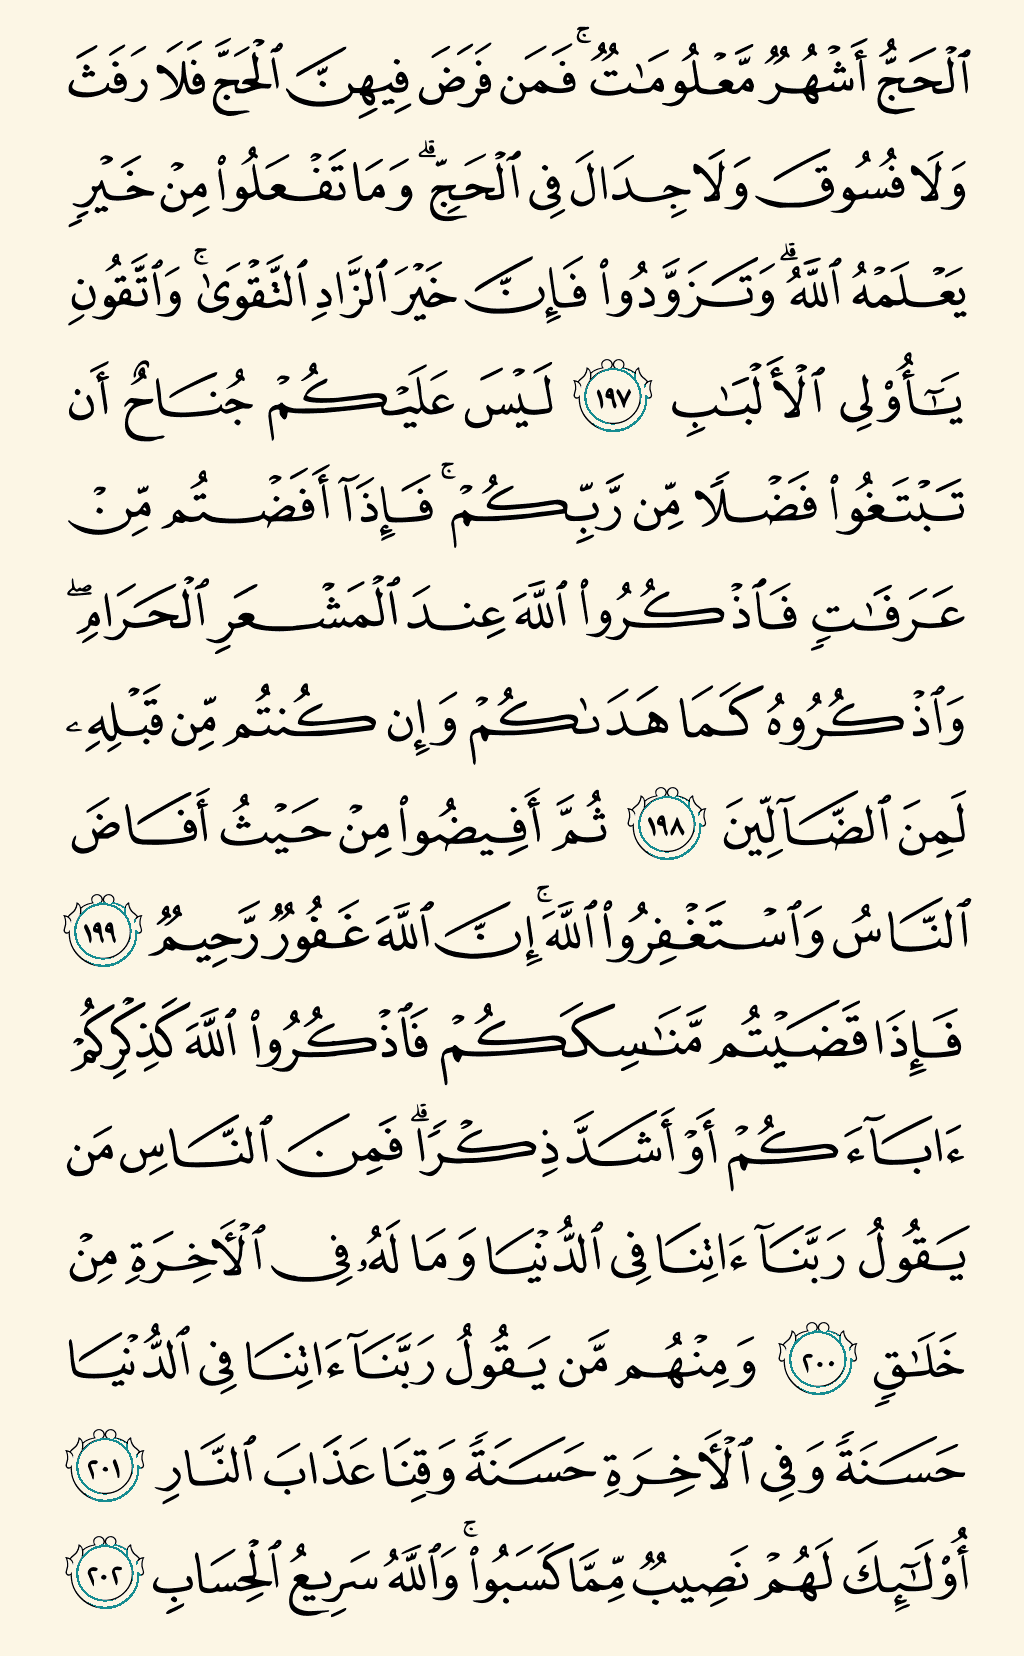 ٱلْحَجُّ أَشْهُرٌ مَّعْلُومَٰتٌ ۚ فَمَن فَرَضَ فِيهِنَّ ٱلْحَجَّ فَلَا رَفَثَ
وَلَا فُسُوقَ وَلَا جِدَالَ فِى ٱلْحَجِّ ۗ وَمَا تَفْعَلُوا۟ مِنْ خَيْرٍ
يَعْلَمْهُ ٱللَّهُ ۗ وَتَزَوَّدُوا۟ فَإِنَّ خَيْرَ ٱلزَّادِ ٱلتَّقْوَىٰ ۚ وَٱتَّقُونِ
يَٰٓأُو۟لِى ٱلْأَلْبَٰبِ ١٩٧ لَيْسَ عَلَيْكُمْ جُنَاحٌ أَن
تَبْتَغُوا۟ فَضْلًا مِّن رَّبِّكُمْ ۚ فَإِذَآ أَفَضْتُم مِّنْ
عَرَفَٰتٍ فَٱذْكُرُوا۟ ٱللَّهَ عِندَ ٱلْمَشْعَرِ ٱلْحَرَامِ ۖ
وَٱذْكُرُوهُ كَمَا هَدَىٰكُمْ وَإِن كُنتُم مِّن قَبْلِهِۦ
لَمِنَ ٱلضَّآلِّينَ ١٩٨ ثُمَّ أَفِيضُوا۟ مِنْ حَيْثُ أَفَاضَ
ٱلنَّاسُ وَٱسْتَغْفِرُوا۟ ٱللَّهَ ۚ إِنَّ ٱللَّهَ غَفُورٌ رَّحِيمٌ ١٩٩
فَإِذَا قَضَيْتُم مَّنَٰسِكَكُمْ فَٱذْكُرُوا۟ ٱللَّهَ كَذِكْرِكُمْ
ءَابَآءَكُمْ أَوْ أَشَدَّ ذِكْرًا ۗ فَمِنَ ٱلنَّاسِ مَن
يَقُولُ رَبَّنَآ ءَاتِنَا فِى ٱلدُّنْيَا وَمَا لَهُۥ فِى ٱلْءَاخِرَةِ مِنْ
خَلَٰقٍ ٢٠٠ وَمِنْهُم مَّن يَقُولُ رَبَّنَآ ءَاتِنَا فِى ٱلدُّنْيَا
حَسَنَةً وَفِى ٱلْءَاخِرَةِ حَسَنَةً وَقِنَا عَذَابَ ٱلنَّارِ ٢٠١
أُو۟لَٰٓئِكَ لَهُمْ نَصِيبٌ مِّمَّا كَسَبُوا۟ ۚ وَٱللَّهُ سَرِيعُ ٱلْحِسَابِ ٢٠٢